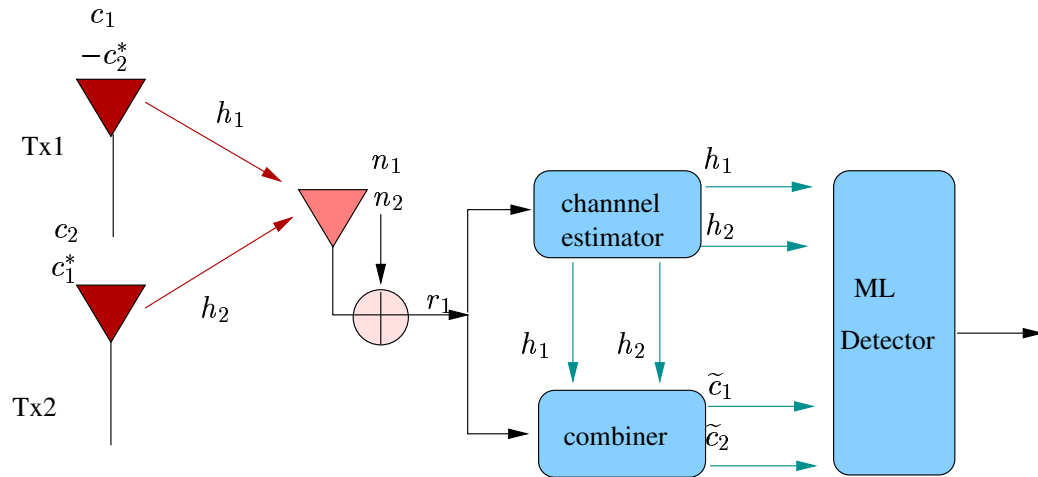 c₁
−c₂*
h₁
Tx1
n₁
n₂
c₂
c₁*
h₂
Tx2
r₁
channnel
estimator
h₁
h₂
h₁
h₂
combiner
c̃₁
c̃₂
ML
Detector